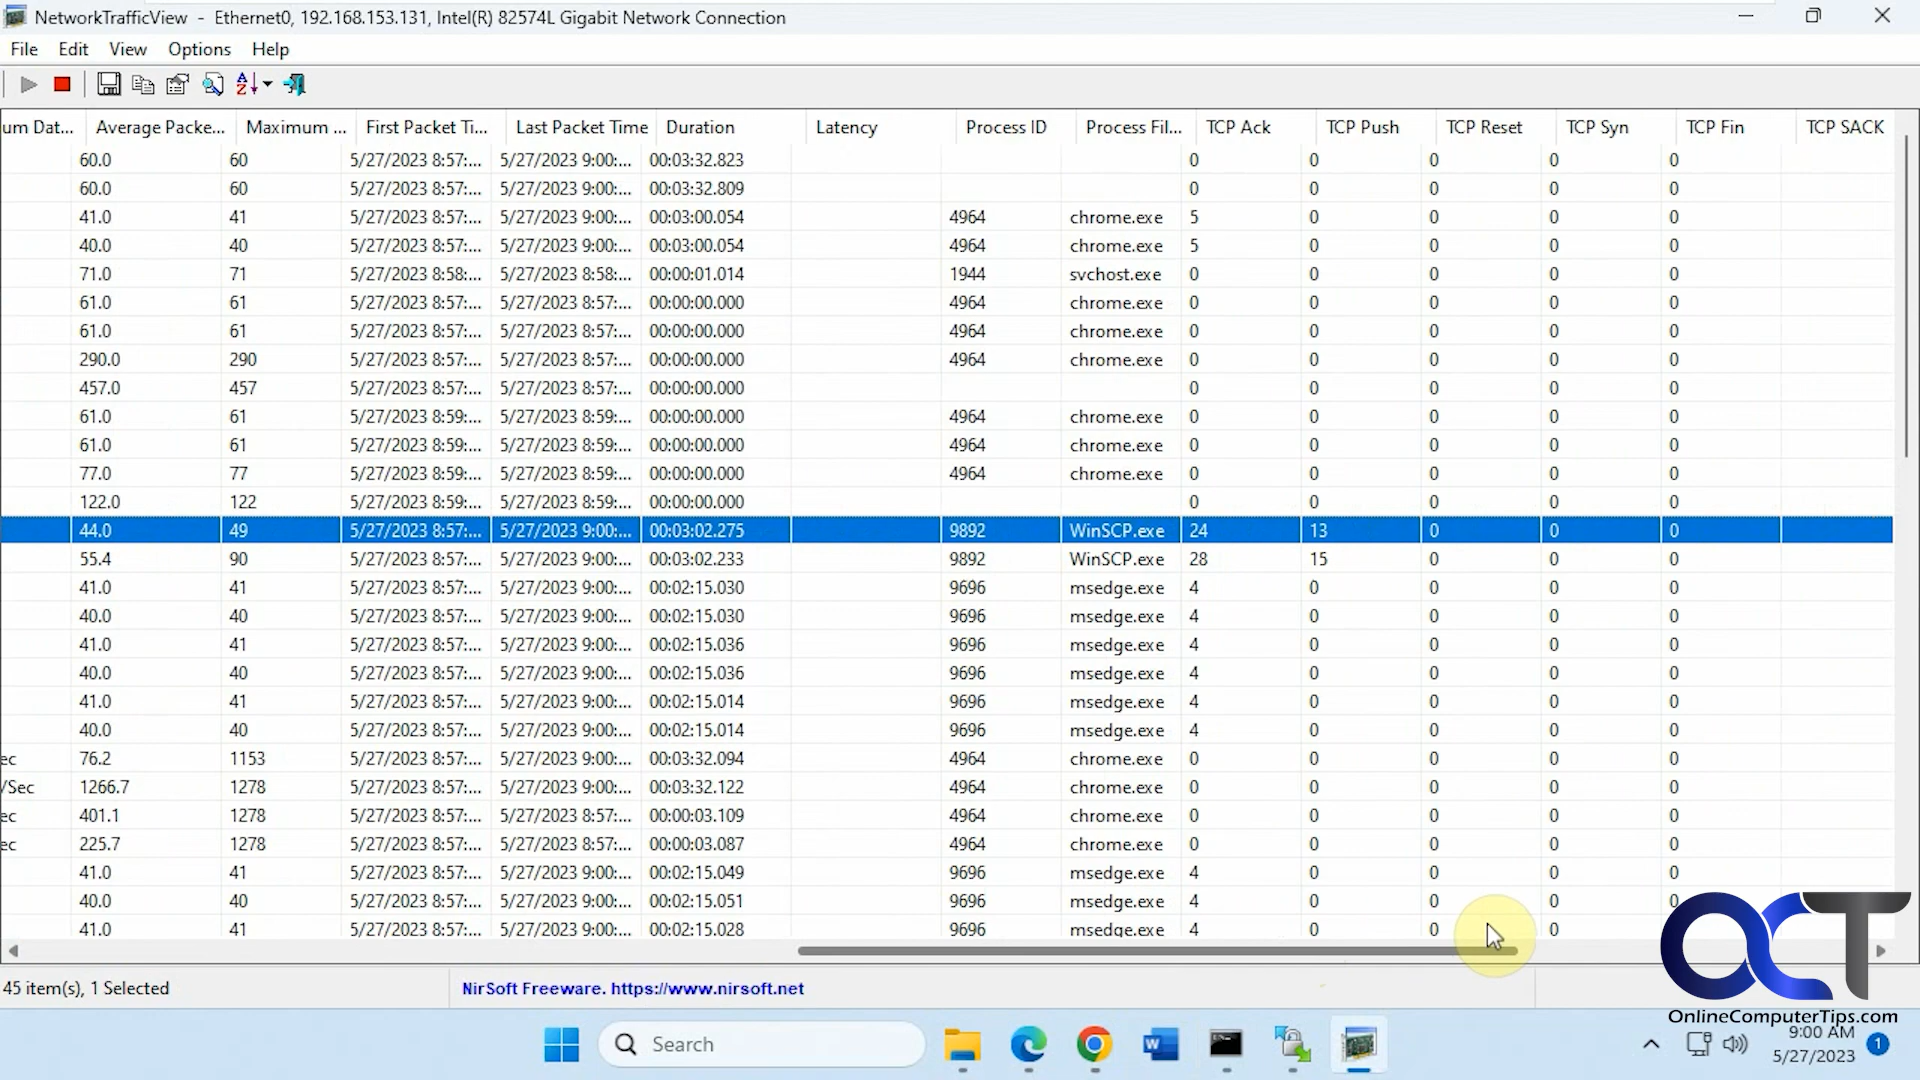 NetworkTrafficView - Ethernet0, 192.168.153.131, Intel(R) 82574L Gigabit Network Connection
File Edit View Options Help
um Dat... Average Packe... Maximum ... First Packet Ti... Last Packet Time Duration Latency Process ID Process Fil... TCP Ack TCP Push TCP Reset TCP Syn TCP Fin TCP SACK
60.0 60 5/27/2023 8:57:... 5/27/2023 9:00:... 00:03:32.823 0 0 0 0 0
60.0 60 5/27/2023 8:57:... 5/27/2023 9:00:... 00:03:32.809 0 0 0 0 0
41.0 41 5/27/2023 8:57:... 5/27/2023 9:00:... 00:03:00.054 4964 chrome.exe 5 0 0 0 0
40.0 40 5/27/2023 8:57:... 5/27/2023 9:00:... 00:03:00.054 4964 chrome.exe 5 0 0 0 0
71.0 71 5/27/2023 8:58:... 5/27/2023 8:58:... 00:00:01.014 1944 svchost.exe 0 0 0 0 0
61.0 61 5/27/2023 8:57:... 5/27/2023 8:57:... 00:00:00.000 4964 chrome.exe 0 0 0 0 0
61.0 61 5/27/2023 8:57:... 5/27/2023 8:57:... 00:00:00.000 4964 chrome.exe 0 0 0 0 0
290.0 290 5/27/2023 8:57:... 5/27/2023 8:57:... 00:00:00.000 4964 chrome.exe 0 0 0 0 0
457.0 457 5/27/2023 8:57:... 5/27/2023 8:57:... 00:00:00.000 0 0 0 0 0
61.0 61 5/27/2023 8:59:... 5/27/2023 8:59:... 00:00:00.000 4964 chrome.exe 0 0 0 0 0
61.0 61 5/27/2023 8:59:... 5/27/2023 8:59:... 00:00:00.000 4964 chrome.exe 0 0 0 0 0
77.0 77 5/27/2023 8:59:... 5/27/2023 8:59:... 00:00:00.000 4964 chrome.exe 0 0 0 0 0
122.0 122 5/27/2023 8:59:... 5/27/2023 8:59:... 00:00:00.000 0 0 0 0 0
44.0 49 5/27/2023 8:57:... 5/27/2023 9:00:... 00:03:02.275 9892 WinSCP.exe 24 13 0 0 0
55.4 90 5/27/2023 8:57:... 5/27/2023 9:00:... 00:03:02.233 9892 WinSCP.exe 28 15 0 0 0
41.0 41 5/27/2023 8:57:... 5/27/2023 9:00:... 00:02:15.030 9696 msedge.exe 4 0 0 0 0
40.0 40 5/27/2023 8:57:... 5/27/2023 9:00:... 00:02:15.030 9696 msedge.exe 4 0 0 0 0
41.0 41 5/27/2023 8:57:... 5/27/2023 9:00:... 00:02:15.036 9696 msedge.exe 4 0 0 0 0
40.0 40 5/27/2023 8:57:... 5/27/2023 9:00:... 00:02:15.036 9696 msedge.exe 4 0 0 0 0
41.0 41 5/27/2023 8:57:... 5/27/2023 9:00:... 00:02:15.014 9696 msedge.exe 4 0 0 0 0
40.0 40 5/27/2023 8:57:... 5/27/2023 9:00:... 00:02:15.014 9696 msedge.exe 4 0 0 0 0
ec 76.2 1153 5/27/2023 8:57:... 5/27/2023 9:00:... 00:03:32.094 4964 chrome.exe 0 0 0 0 0
/Sec 1266.7 1278 5/27/2023 8:57:... 5/27/2023 9:00:... 00:03:32.122 4964 chrome.exe 0 0 0 0 0
ec 401.1 1278 5/27/2023 8:57:... 5/27/2023 8:57:... 00:00:03.109 4964 chrome.exe 0 0 0 0 0
ec 225.7 1278 5/27/2023 8:57:... 5/27/2023 8:57:... 00:00:03.087 4964 chrome.exe 0 0 0 0 0
41.0 41 5/27/2023 8:57:... 5/27/2023 9:00:... 00:02:15.049 9696 msedge.exe 4 0 0 0 0
40.0 40 5/27/2023 8:57:... 5/27/2023 9:00:... 00:02:15.051 9696 msedge.exe 4 0 0 0 0
41.0 41 5/27/2023 8:57:... 5/27/2023 9:00:... 00:02:15.028 9696 msedge.exe 4 0 0 0
45 item(s), 1 Selected NirSoft Freeware. https://www.nirsoft.net
OCT
OnlineComputerTips.com
Search
9:00 AM
5/27/2023
1